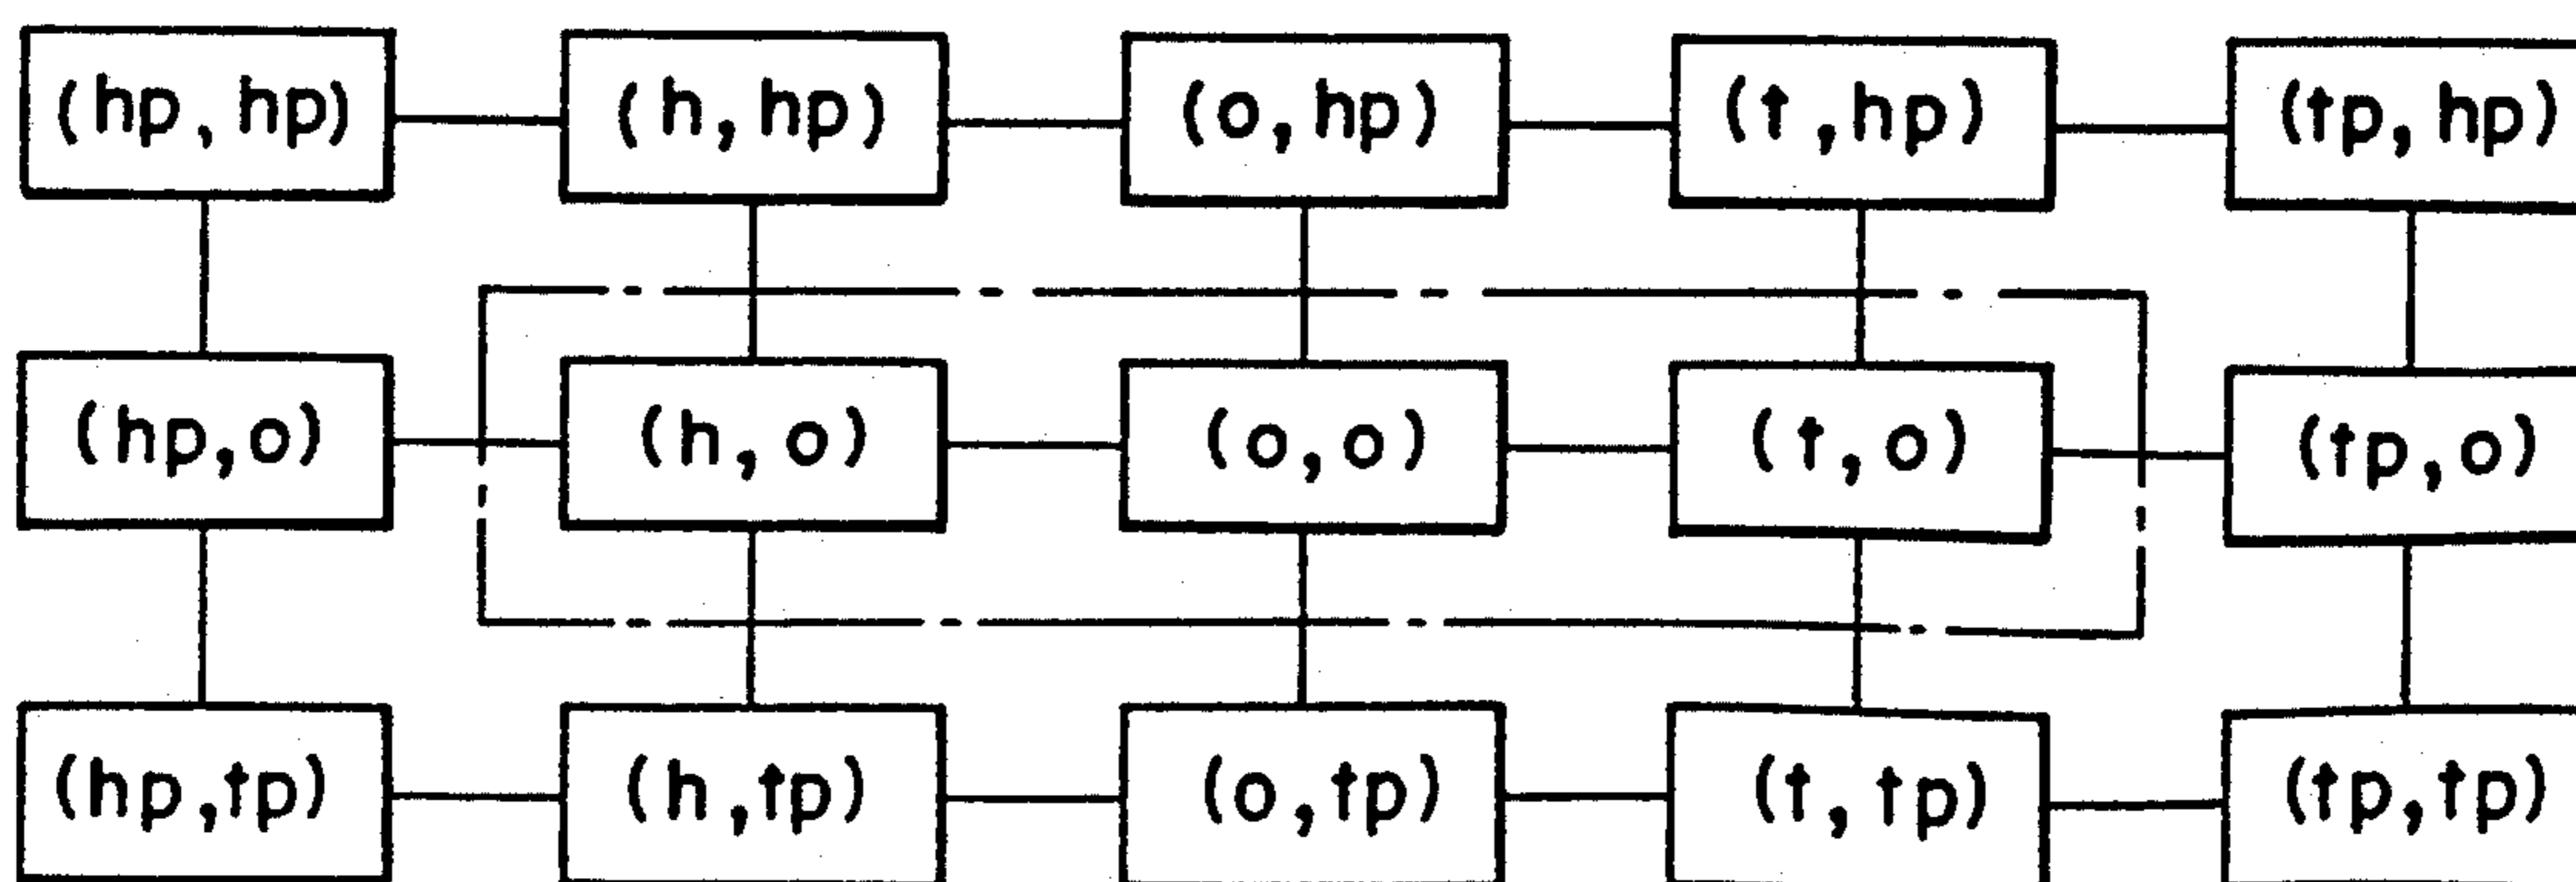 (hp, hp) (h, hp) (o, hp) (t, hp) (tp, hp)
(hp, o) (h, o) (o, o) (t, o) (tp, o)
(hp, tp) (h, tp) (o, tp) (t, tp) (tp, tp)